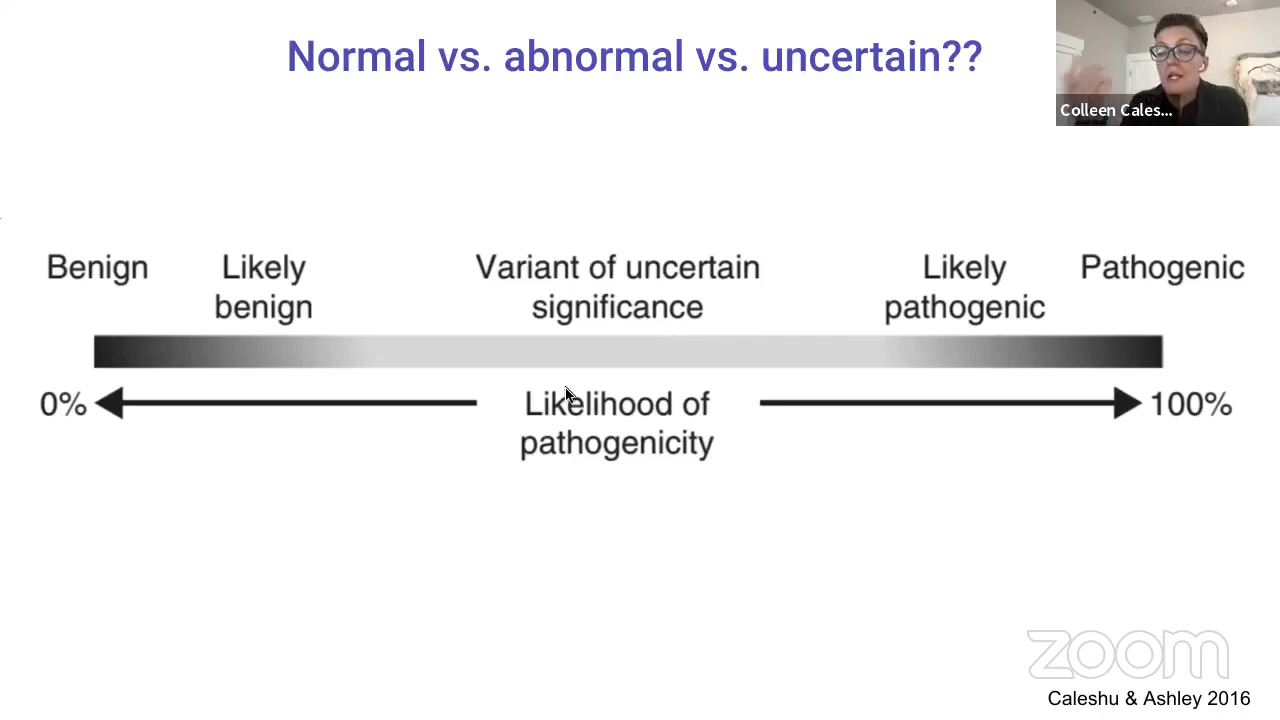 Normal vs. abnormal vs. uncertain??
Colleen Cales...
Benign
Likely
benign
Variant of uncertain
significance
Likely
pathogenic
Pathogenic
0%
Likelihood of
pathogenicity
100%
zoom
Caleshu & Ashley 2016